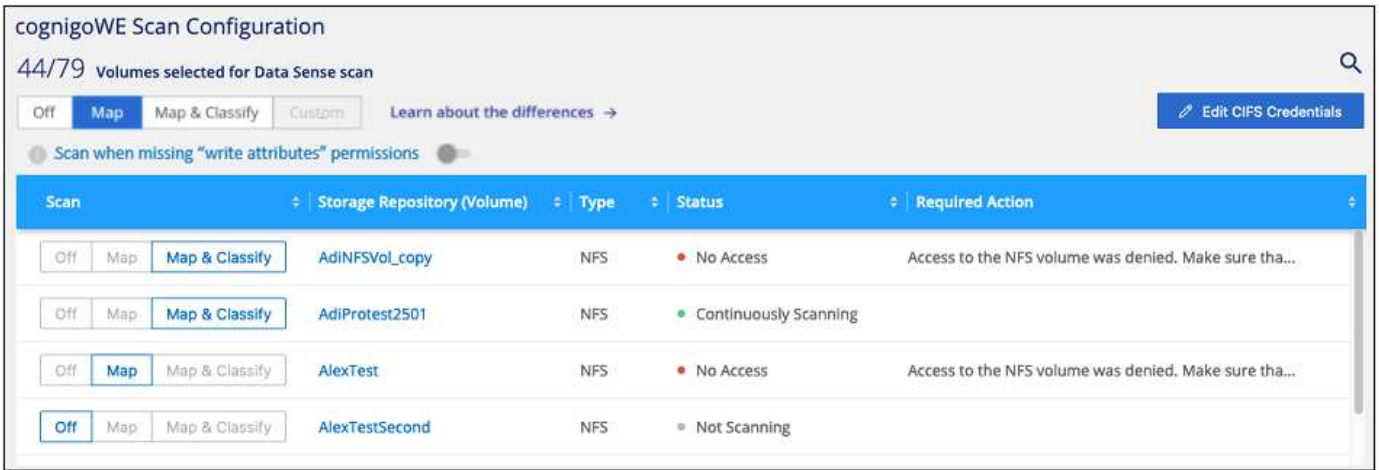 cognigoWE Scan Configuration
44/79 Volumes selected for Data Sense scan
Off Map Map & Classify Custom Learn about the differences → Edit CIFS Credentials
Scan when missing "write attributes" permissions
Scan Storage Repository (Volume) Type Status Required Action
Off Map Map & Classify AdiNFSVol_copy NFS No Access Access to the NFS volume was denied. Make sure tha...
Off Map Map & Classify AdiProtest2501 NFS Continuously Scanning
Off Map Map & Classify AlexTest NFS No Access Access to the NFS volume was denied. Make sure tha...
Off Map Map & Classify AlexTestSecond NFS Not Scanning